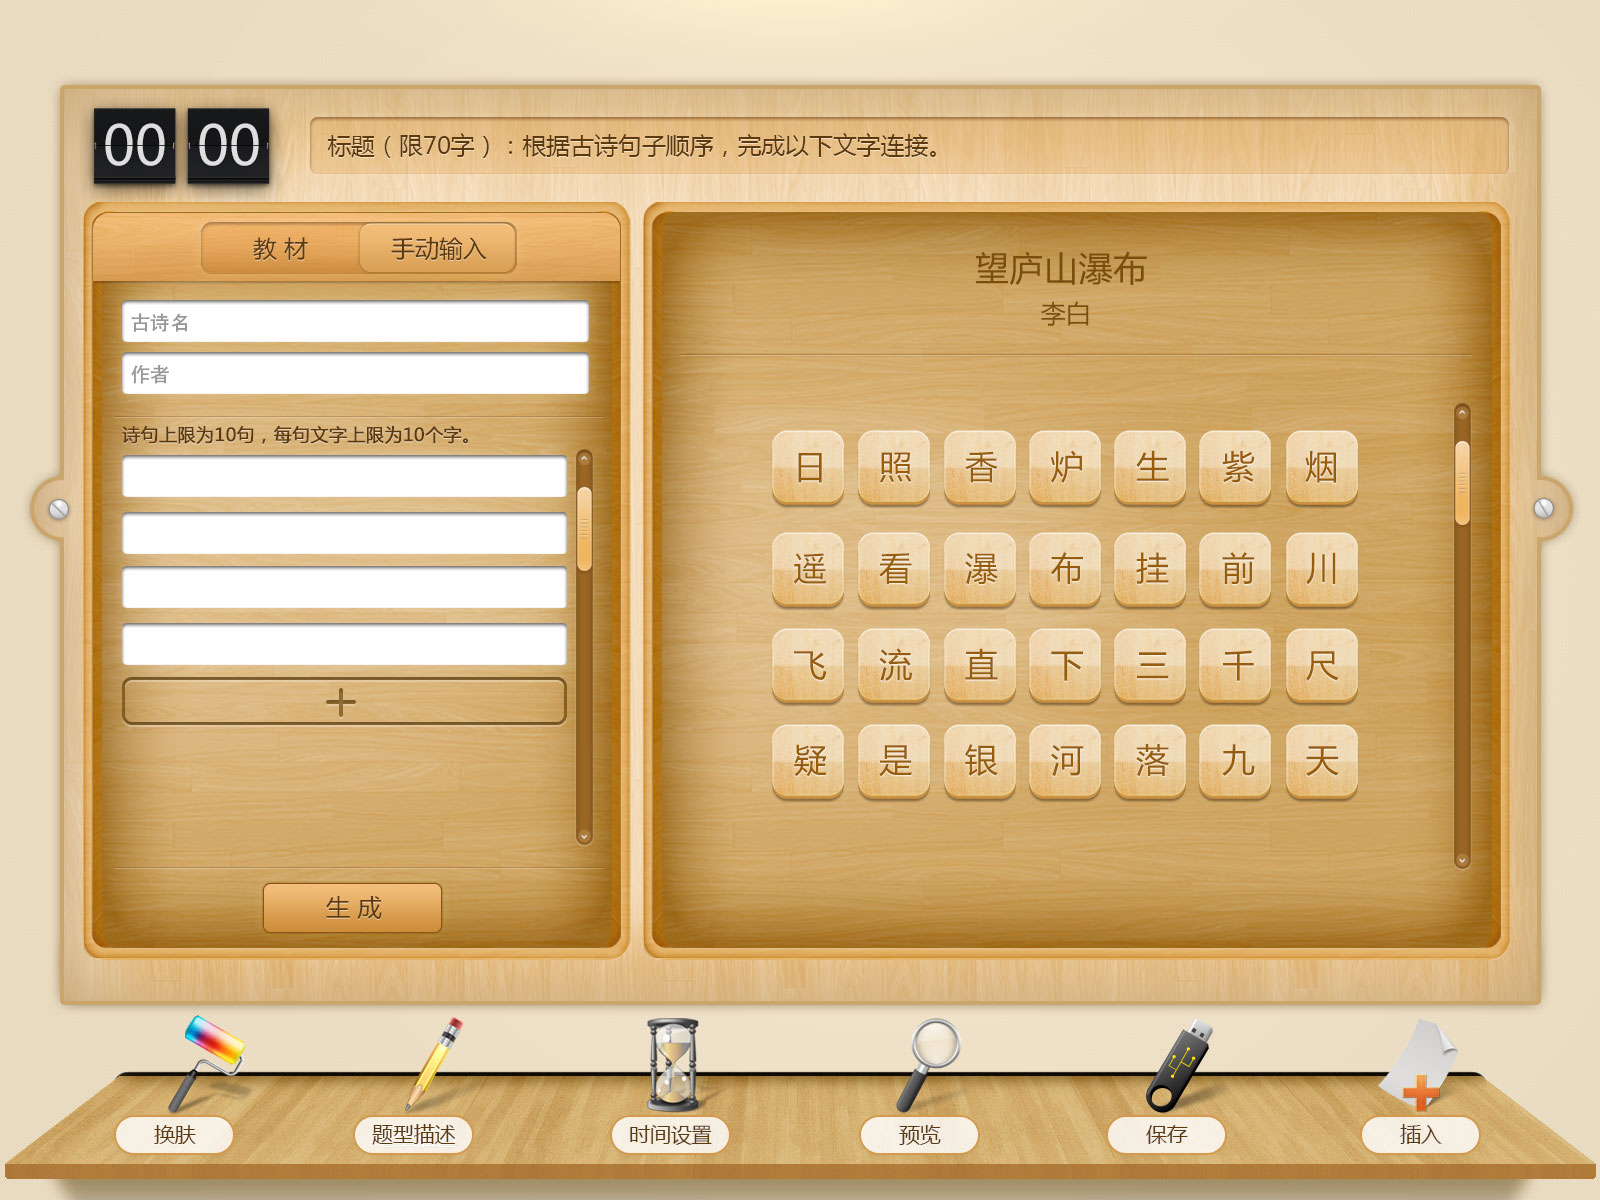 00 00
标题（限70字）：根据古诗句子顺序，完成以下文字连接。
教 材
手动输入
古诗名
作者
诗句上限为10句，每句文字上限为10个字。
生 成
望庐山瀑布
李白
日照香炉生紫烟
遥看瀑布挂前川
飞流直下三千尺
疑是银河落九天
换肤
题型描述
时间设置
预览
保存
插入